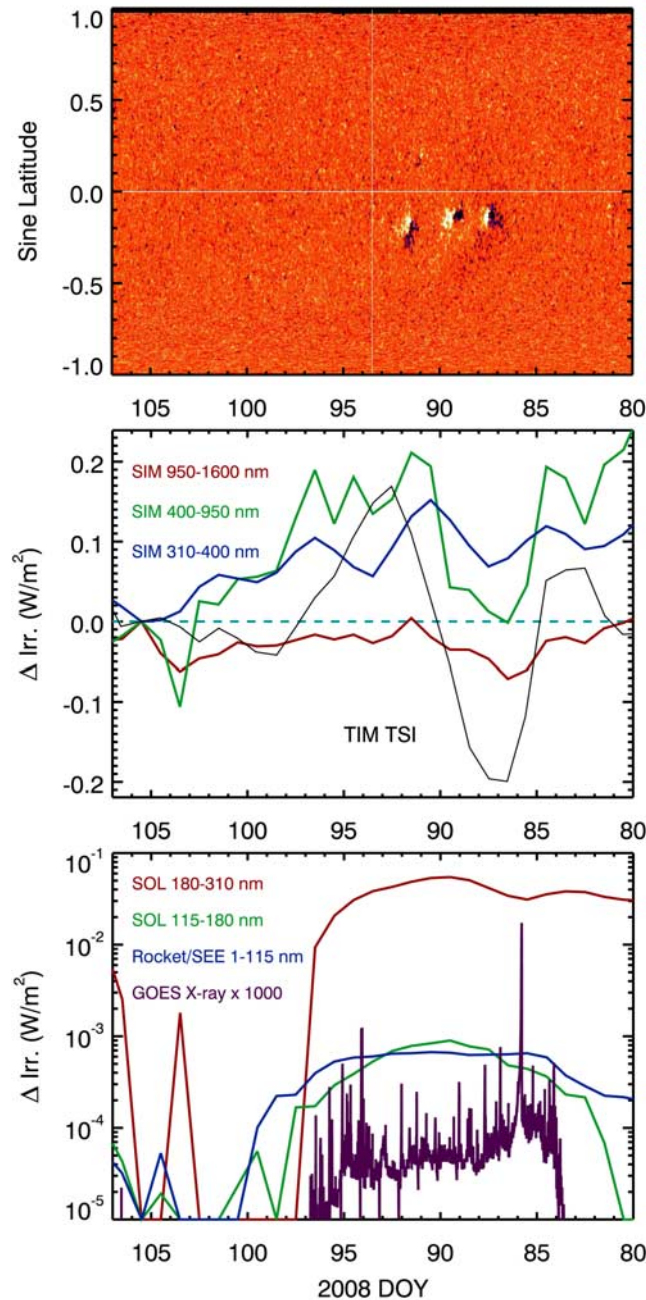 1.0
0.5
Sine Latitude
0.0
-0.5
-1.0
105 100 95 90 85 80
0.2
SIM 950-1600 nm
SIM 400-950 nm
0.1
SIM 310-400 nm
Δ Irr. (W/m²)
0.0
-0.1
TIM TSI
-0.2
105 100 95 90 85 80
10⁻¹
SOL 180-310 nm
SOL 115-180 nm
10⁻²
Rocket/SEE 1-115 nm
GOES X-ray x 1000
Δ Irr. (W/m²)
10⁻³
10⁻⁴
10⁻⁵
105 100 95 90 85 80
2008 DOY